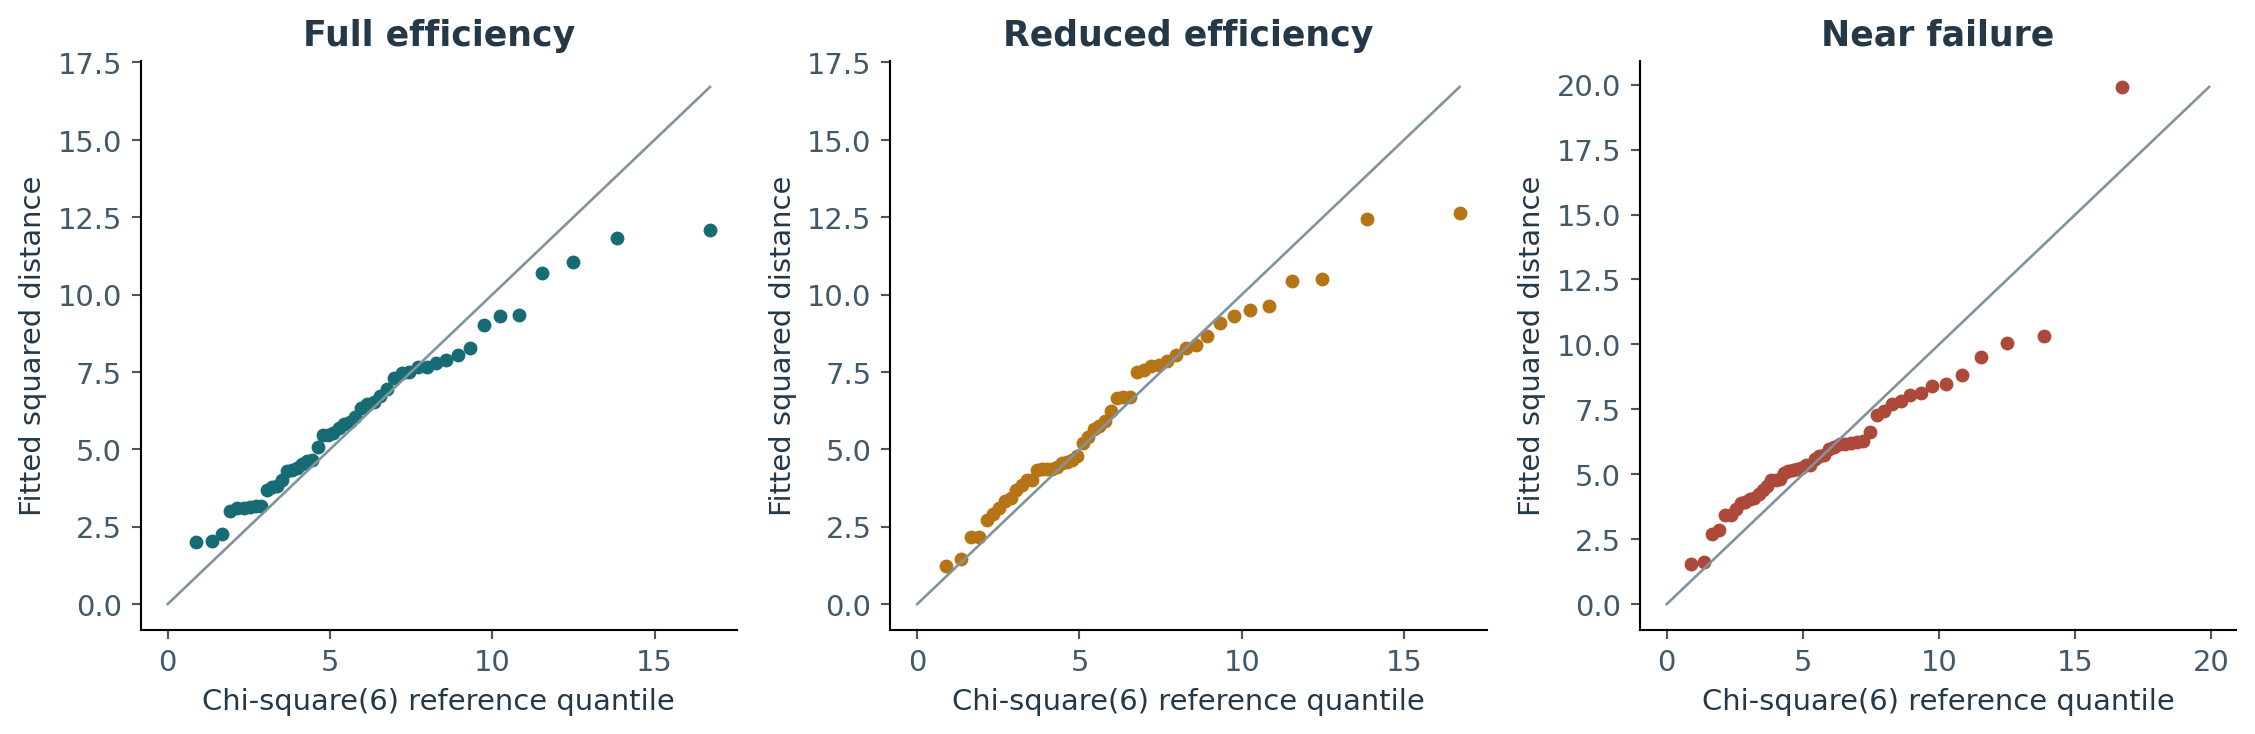 Full efficiency
Fitted squared distance
17.5
15.0
12.5
10.0
7.5
5.0
2.5
0.0
0 5 10 15
Chi-square(6) reference quantile
Reduced efficiency
Fitted squared distance
17.5
15.0
12.5
10.0
7.5
5.0
2.5
0.0
0 5 10 15
Chi-square(6) reference quantile
Near failure
Fitted squared distance
20.0
17.5
15.0
12.5
10.0
7.5
5.0
2.5
0.0
0 5 10 15 20
Chi-square(6) reference quantile